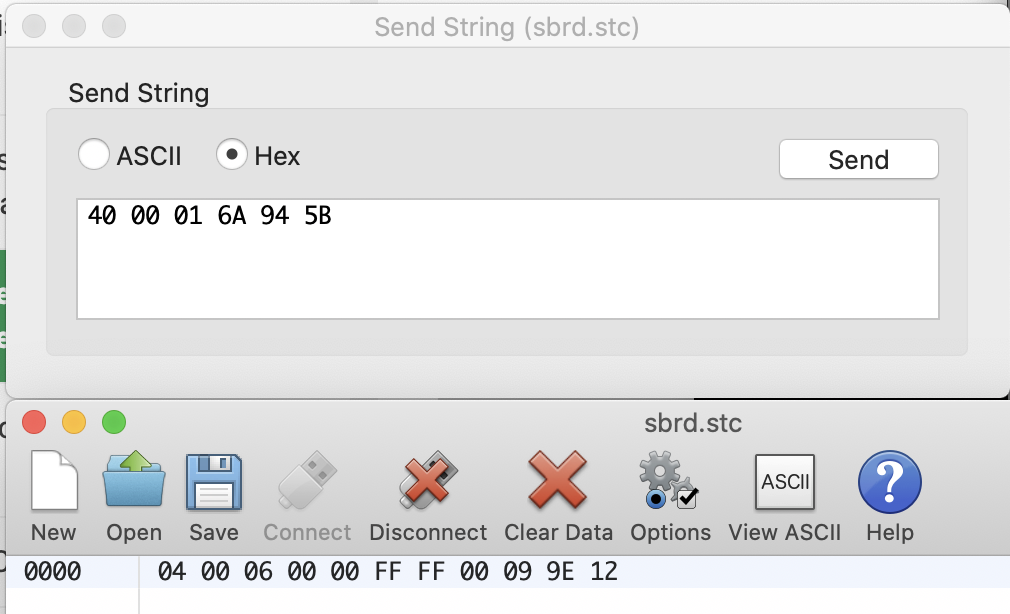 Send String (sbrd.stc)
Send String
ASCII Hex Send
40 00 01 6A 94 5B
sbrd.stc
ASCII
New Open Save Connect Disconnect Clear Data Options View ASCII Help
0000 04 00 06 00 00 FF FF 00 09 9E 12